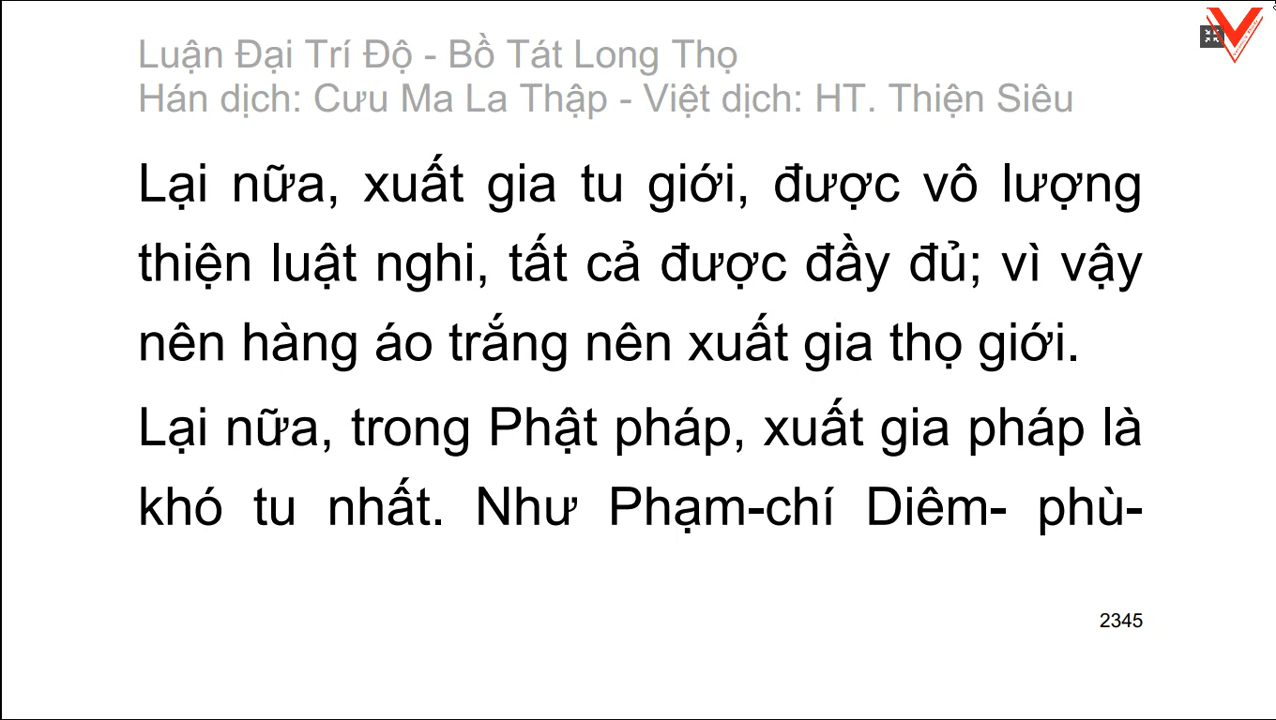 Luận Đại Trí Độ - Bồ Tát Long Thọ
Hán dịch: Cưu Ma La Thập - Việt dịch: HT. Thiện Siêu
Lại nữa, xuất gia tu giới, được vô lượng
thiện luật nghi, tất cả được đầy đủ; vì vậy
nên hàng áo trắng nên xuất gia thọ giới.
Lại nữa, trong Phật pháp, xuất gia pháp là
khó tu nhất. Như Phạm-chí Diêm- phù-
2345